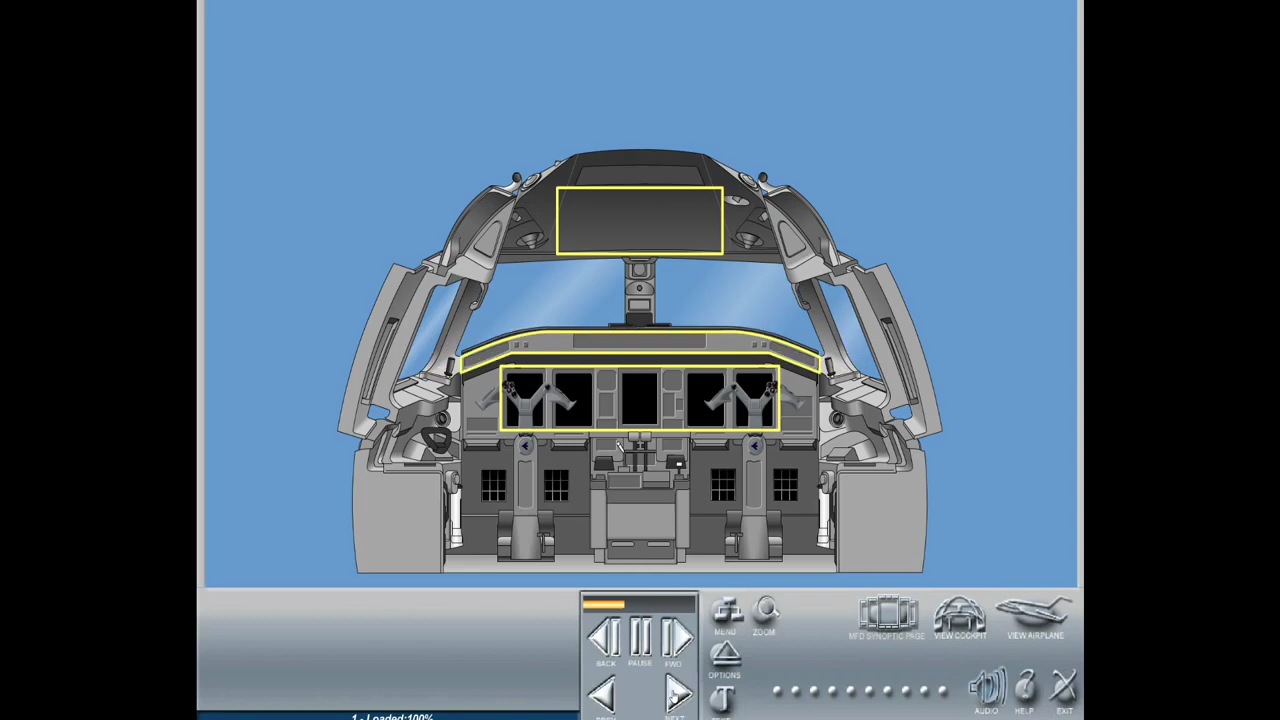 MENU
ZOOM
MFD SYNOPTIC PAGE
VIEW COCKPIT
VIEW AIRPLANE
BACK
PAUSE
FWD
OPTIONS
AUDIO
HELP
EXIT
NEXT
1 - Loaded:100%